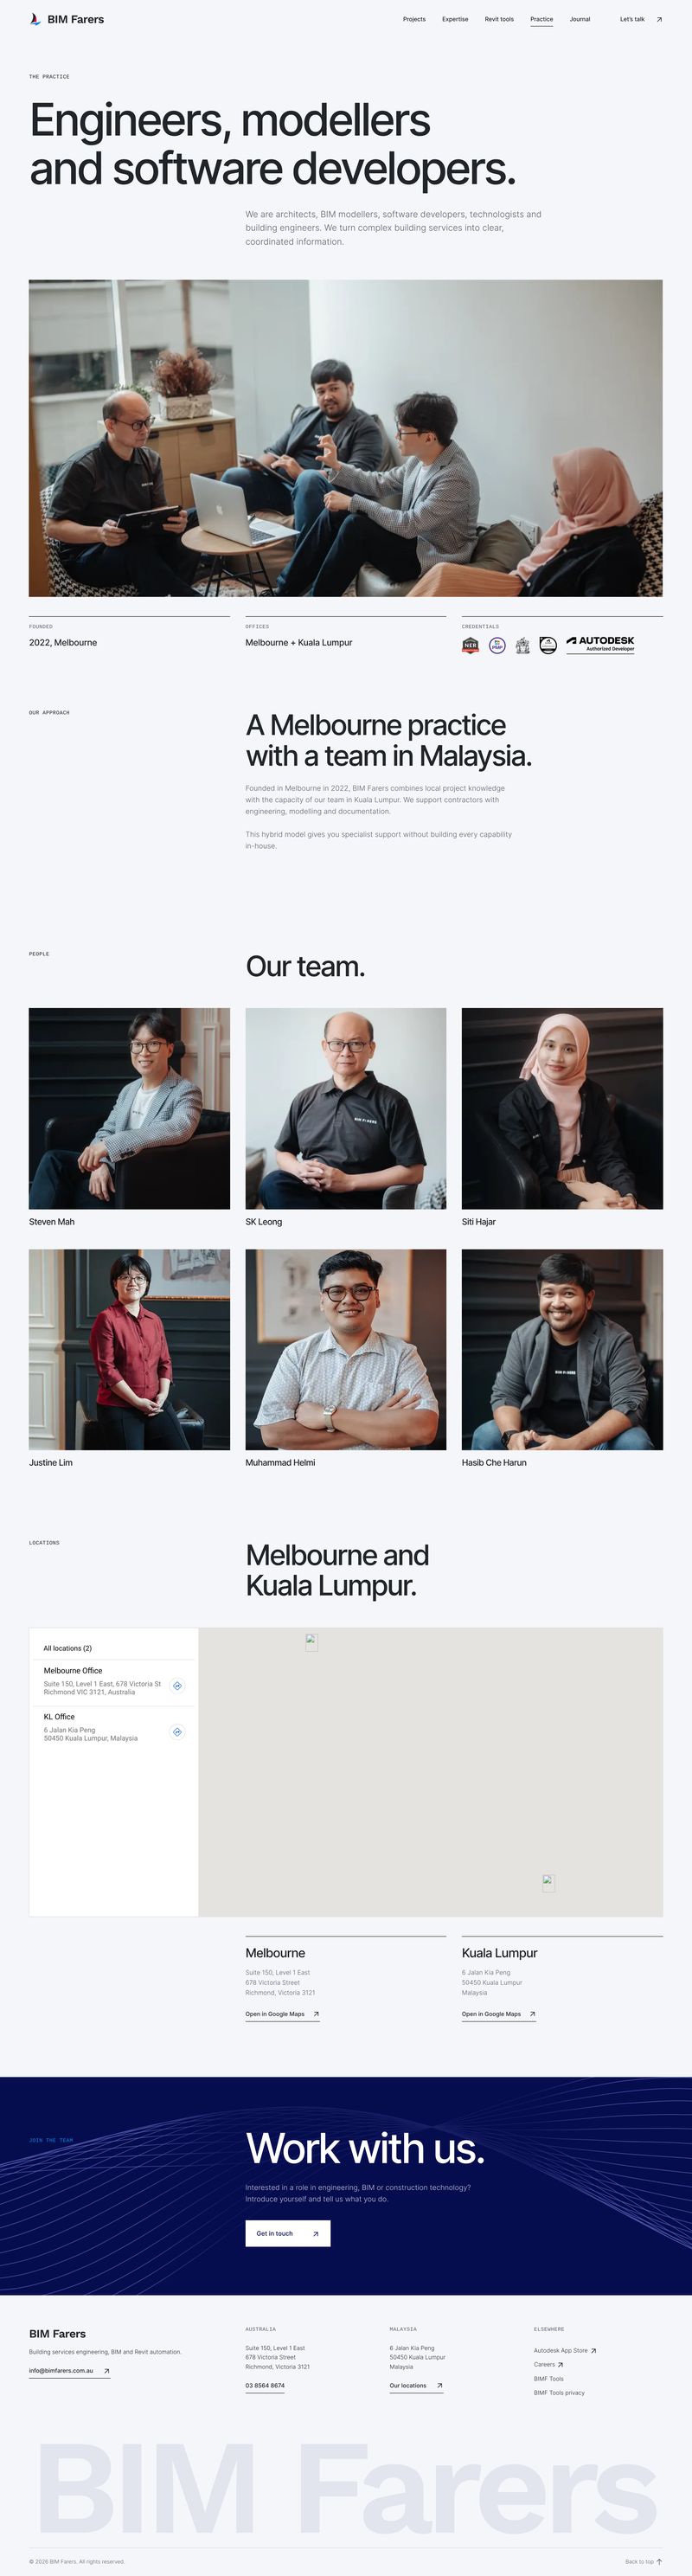 BIM Farers
Projects
Expertise
Revit tools
Practice
Journal
Let's talk
THE PRACTICE
Engineers, modellers
and software developers.
We are architects, BIM modellers, software developers, technologists and
building engineers. We turn complex building services into clear,
coordinated information.
FOUNDED
2022, Melbourne
OFFICES
Melbourne + Kuala Lumpur
CREDENTIALS
NER
PMP
AUTODESK
Authorized Developer
OUR APPROACH
A Melbourne practice
with a team in Malaysia.
Founded in Melbourne in 2022, BIM Farers combines local project knowledge
with the capacity of our team in Kuala Lumpur. We support contractors with
engineering, modelling and documentation.
This hybrid model gives you specialist support without building every capability
in-house.
PEOPLE
Our team.
BIM FARERS
Steven Mah
SK Leong
Siti Hajar
BIM FARERS
Justine Lim
Muhammad Helmi
Hasib Che Harun
LOCATIONS
Melbourne and
Kuala Lumpur.
All locations (2)
Melbourne Office
Suite 150, Level 1 East, 678 Victoria St
Richmond VIC 3121, Australia
KL Office
6 Jalan Kia Peng
50450 Kuala Lumpur, Malaysia
Melbourne
Suite 150, Level 1 East
678 Victoria Street
Richmond, Victoria 3121
Open in Google Maps
Kuala Lumpur
6 Jalan Kia Peng
50450 Kuala Lumpur
Malaysia
Open in Google Maps
JOIN THE TEAM
Work with us.
Interested in a role in engineering, BIM or construction technology?
Introduce yourself and tell us what you do.
Get in touch
BIM Farers
Building services engineering, BIM and Revit automation.
info@bimfarers.com.au
AUSTRALIA
Suite 150, Level 1 East
678 Victoria Street
Richmond, Victoria 3121
03 8564 8674
MALAYSIA
6 Jalan Kia Peng
50450 Kuala Lumpur
Malaysia
Our locations
ELSEWHERE
Autodesk App Store
Careers
BIMF Tools
BIMF Tools privacy
BIM Farers
© 2026 BIM Farers. All rights reserved.
Back to top